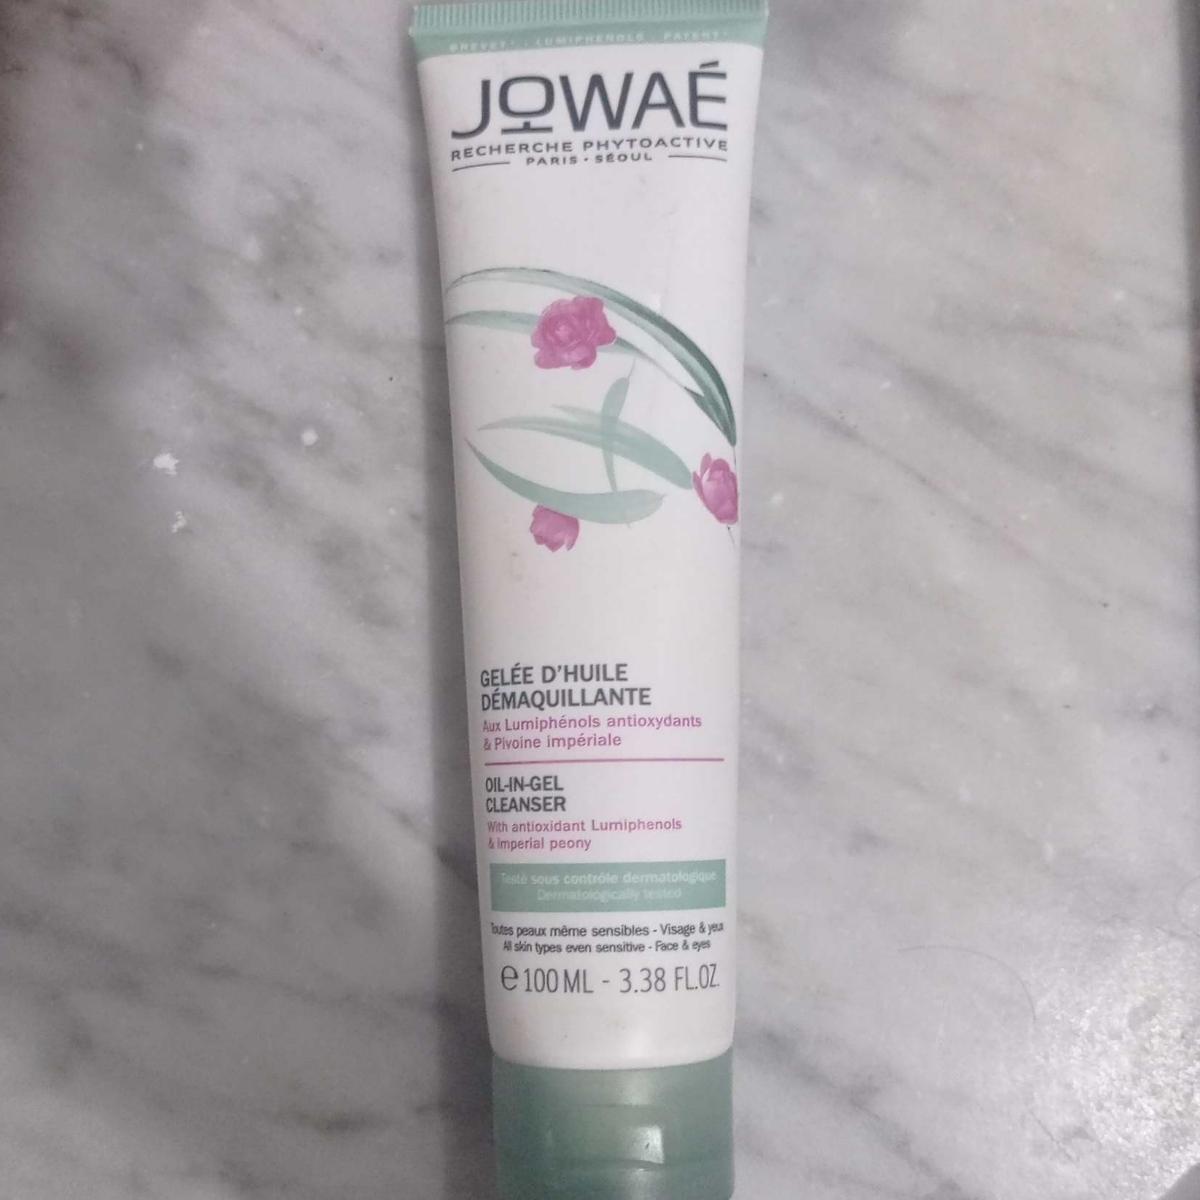 BREVET · LUMIPHENOLS · PATENT
JOWAÉ
RECHERCHE PHYTOACTIVE
PARIS · SÉOUL
GELÉE D'HUILE
DÉMAQUILLANTE
Aux Lumiphénols antioxydants
& Pivoine impériale
OIL-IN-GEL
CLEANSER
With antioxidant Lumiphenols
& imperial peony
Testé sous contrôle dermatologique
Dermatologically tested
Toutes peaux même sensibles - Visage & yeux
All skin types even sensitive - Face & eyes
℮ 100 ML - 3.38 FL.OZ.